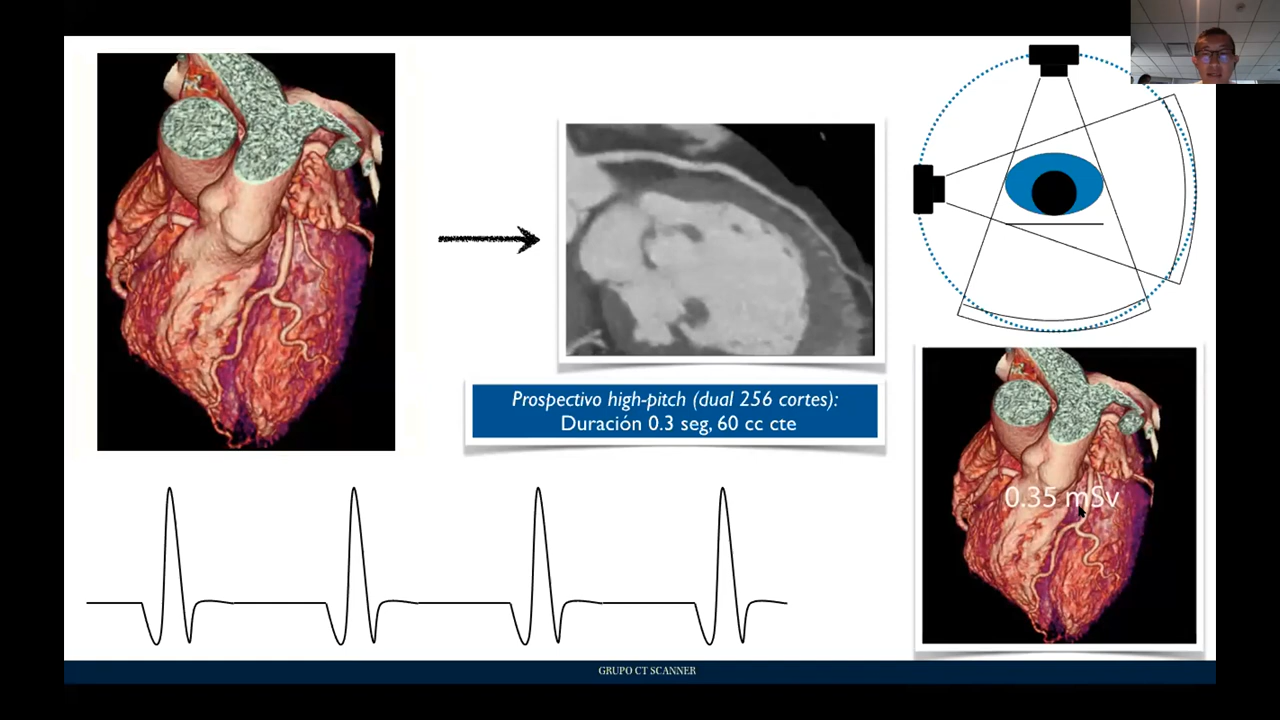 Prospectivo high-pitch (dual 256 cortes):
Duración 0.3 seg, 60 cc cte
0.35 mSv
GRUPO CT SCANNER